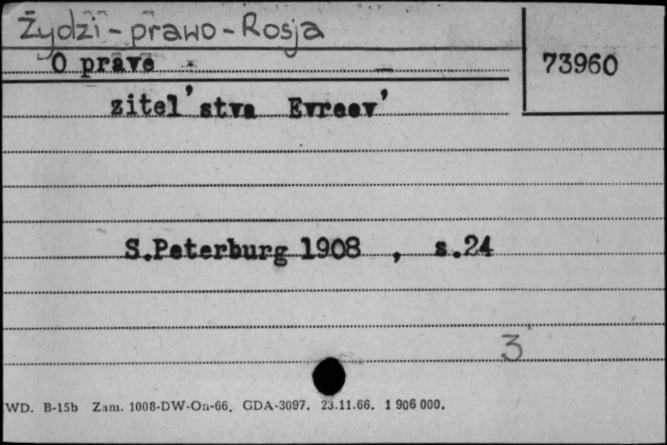 Żydzi - prawo - Rosja
O prave
73960
zitel'stva Evreev'
S.Peterburg 1908 , s.24
3
WD. B-15b Zam. 1008-DW-On-66. GDA-3097. 23.11.66. 1 906 000.